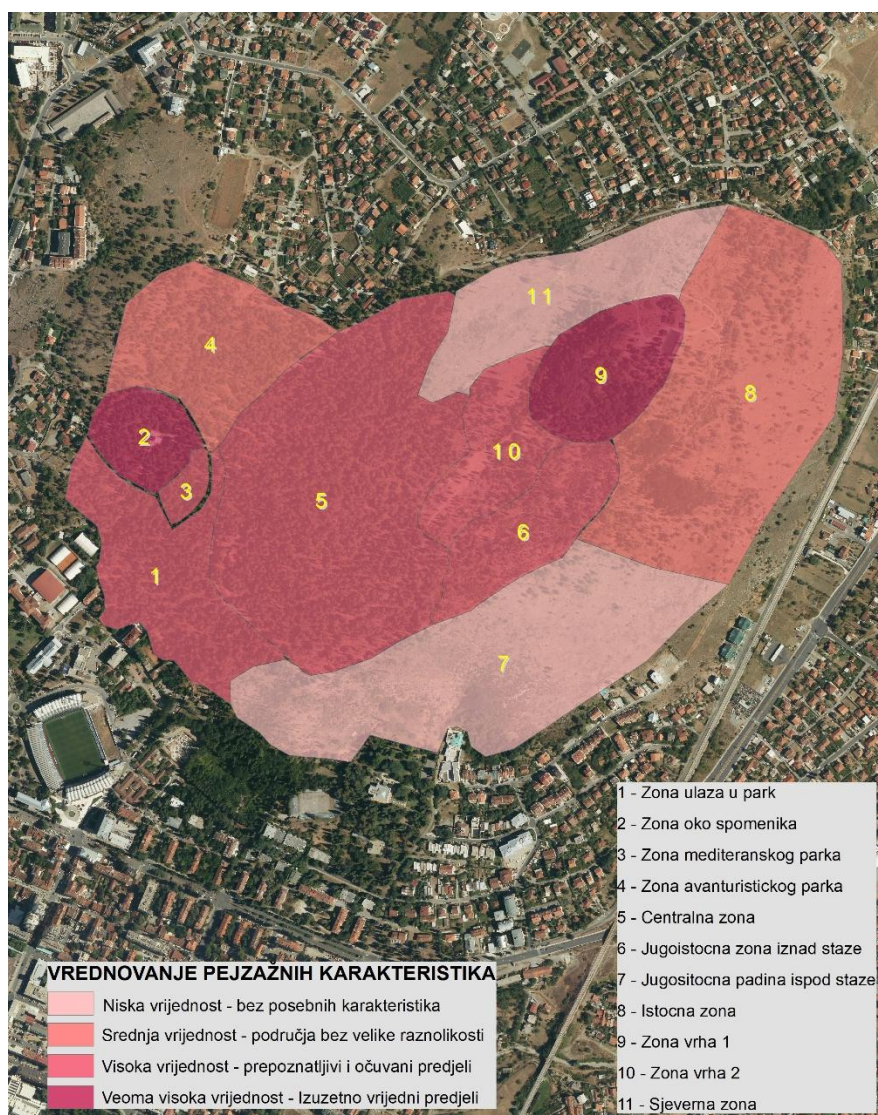 11
4
9
8
2
10
3
5
6
1
7
1 - Zona ulaza u park
2 - Zona oko spomenika
3 - Zona mediteranskog parka
4 - Zona avanturistickog parka
5 - Centralna zona
6 - Jugoistocna zona iznad staze
7 - Jugositocna padina ispod staze
8 - Istocna zona
9 - Zona vrha 1
10 - Zona vrha 2
11 - Sjeverna zona
VREDNOVANJE PEJZAŽNIH KARAKTERISTIKA
Niska vrijednost - bez posebnih karakteristika
Srednja vrijednost - područja bez velike raznolikosti
Visoka vrijednost - prepoznatljivi i očuvani predjeli
Veoma visoka vrijednost - Izuzetno vrijedni predjeli